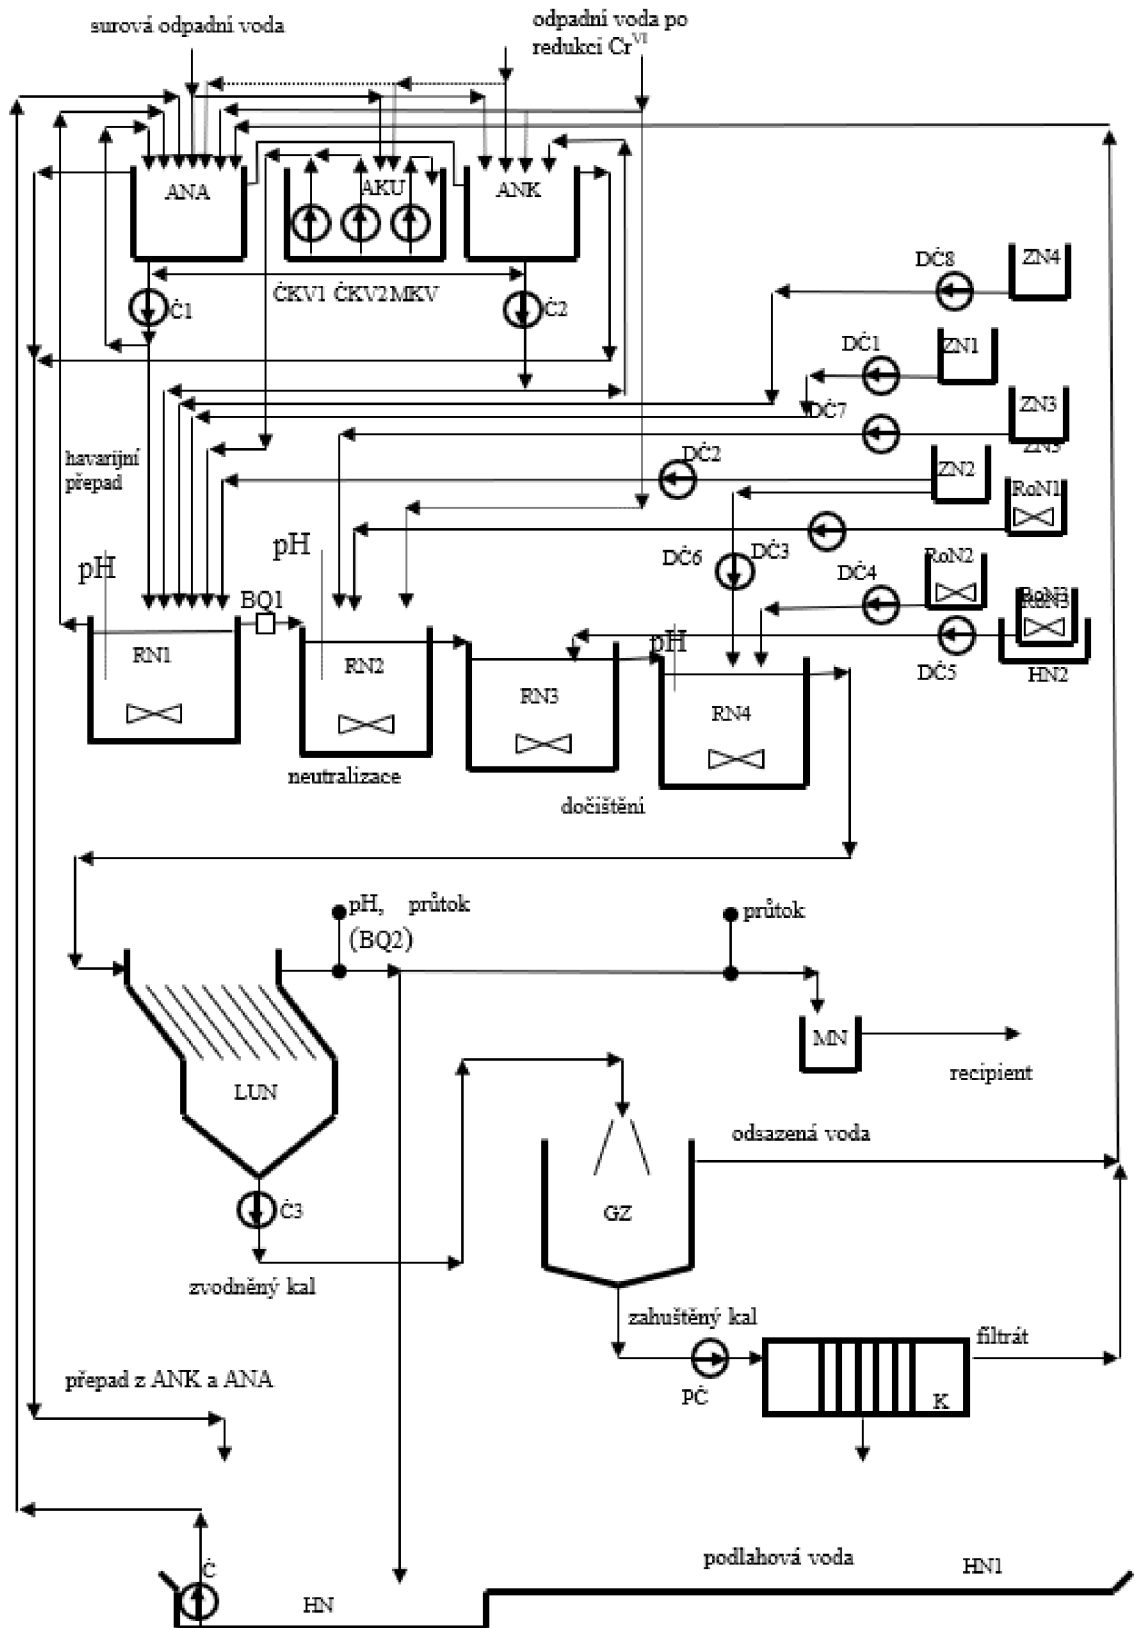 surová odpadní voda
odpadní voda po
redukci Cr^VI
ANA
AKU
ANK
ČKV1
ČKV2
MKV
Č1
Č2
DČ8
ZN4
DČ1
ZN1
DČ7
ZN3
ZN3
DČ2
ZN2
RoN1
havarijní
přepad
pH
pH
DČ6
DČ3
RoN2
DČ4
RoN3
RoN3
BQ1
pH
RN1
RN2
RN3
RN4
DČ5
HN2
neutralizace
dočištění
pH, průtok
(BQ2)
průtok
MN
recipient
LUN
odsazená voda
GZ
Č3
zvodněný kal
zahuštěný kal
filtrát
PČ
K
přepad z ANK a ANA
podlahová voda
HN1
Č
HN